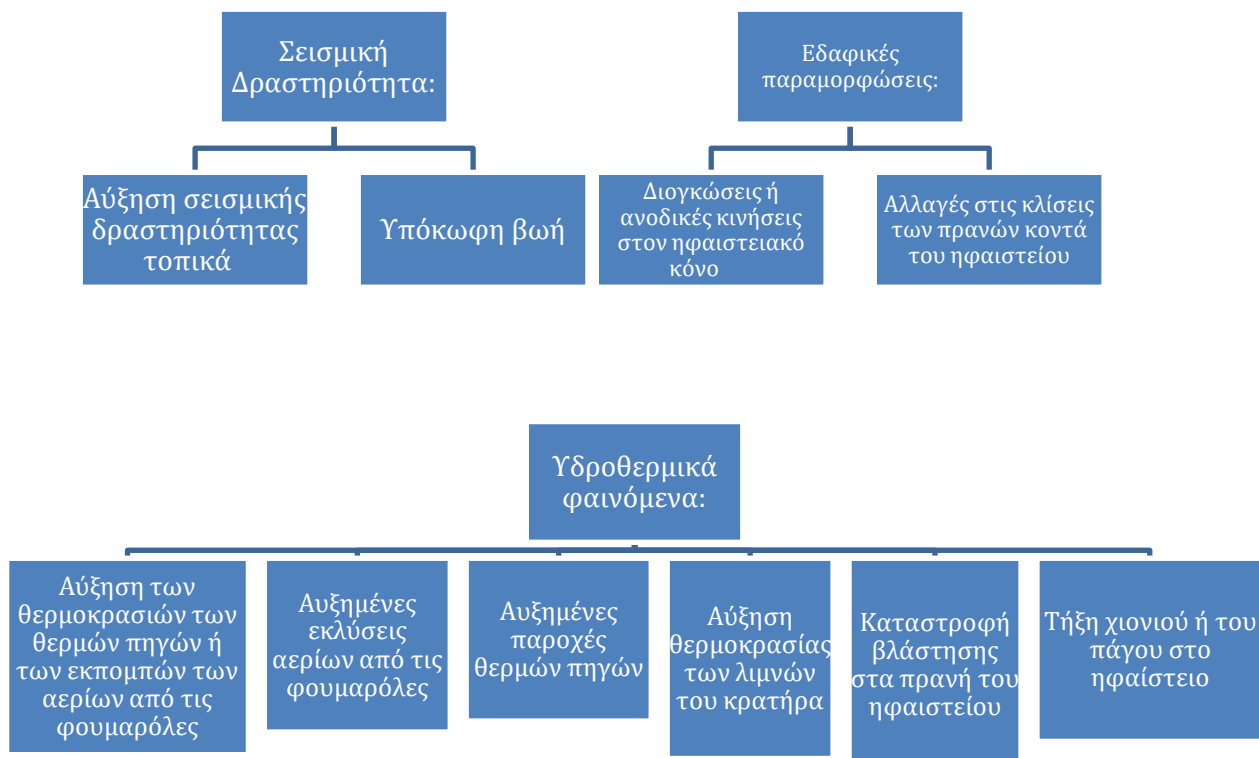 Σεισμική
Δραστηριότητα:
Εδαφικές
παραμορφώσεις:
Αύξηση σεισμικής
δραστηριότητας
τοπικά
Υπόκωφη βωή
Διογκώσεις ή
ανοδικές κινήσεις
στον ηφαιστειακό
κόνο
Αλλαγές στις κλίσεις
των πρανών κοντά
του ηφαιστείου
Υδροθερμικά
φαινόμενα:
Αύξηση των
θερμοκρασιών των
θερμών πηγών ή
των εκπομπών των
αερίων από τις
φουμαρόλες
Αυξημένες
εκλύσεις
αερίων από τις
φουμαρόλες
Αυξημένες
παροχές
θερμών πηγών
Αύξηση
θερμοκρασίας
των λιμνών
του κρατήρα
Καταστροφή
βλάστησης
στα πρανή του
ηφαιστείου
Τήξη χιονιού ή του
πάγου στο
ηφαίστειο